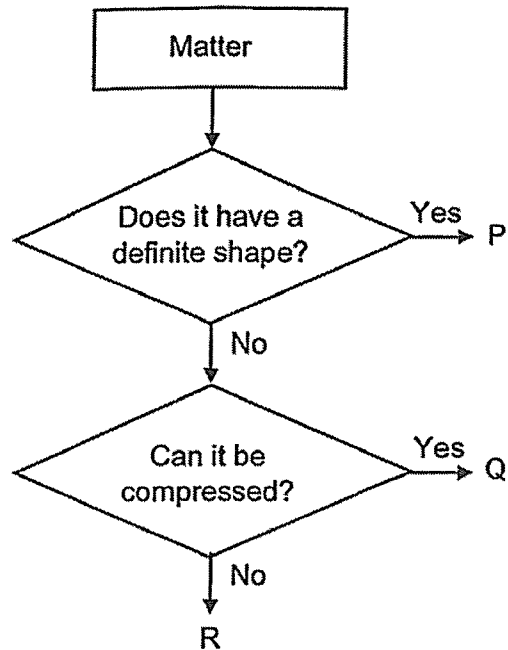 Matter
Does it have a
definite shape?
Yes
P
No
Can it be
compressed?
Yes
Q
No
R